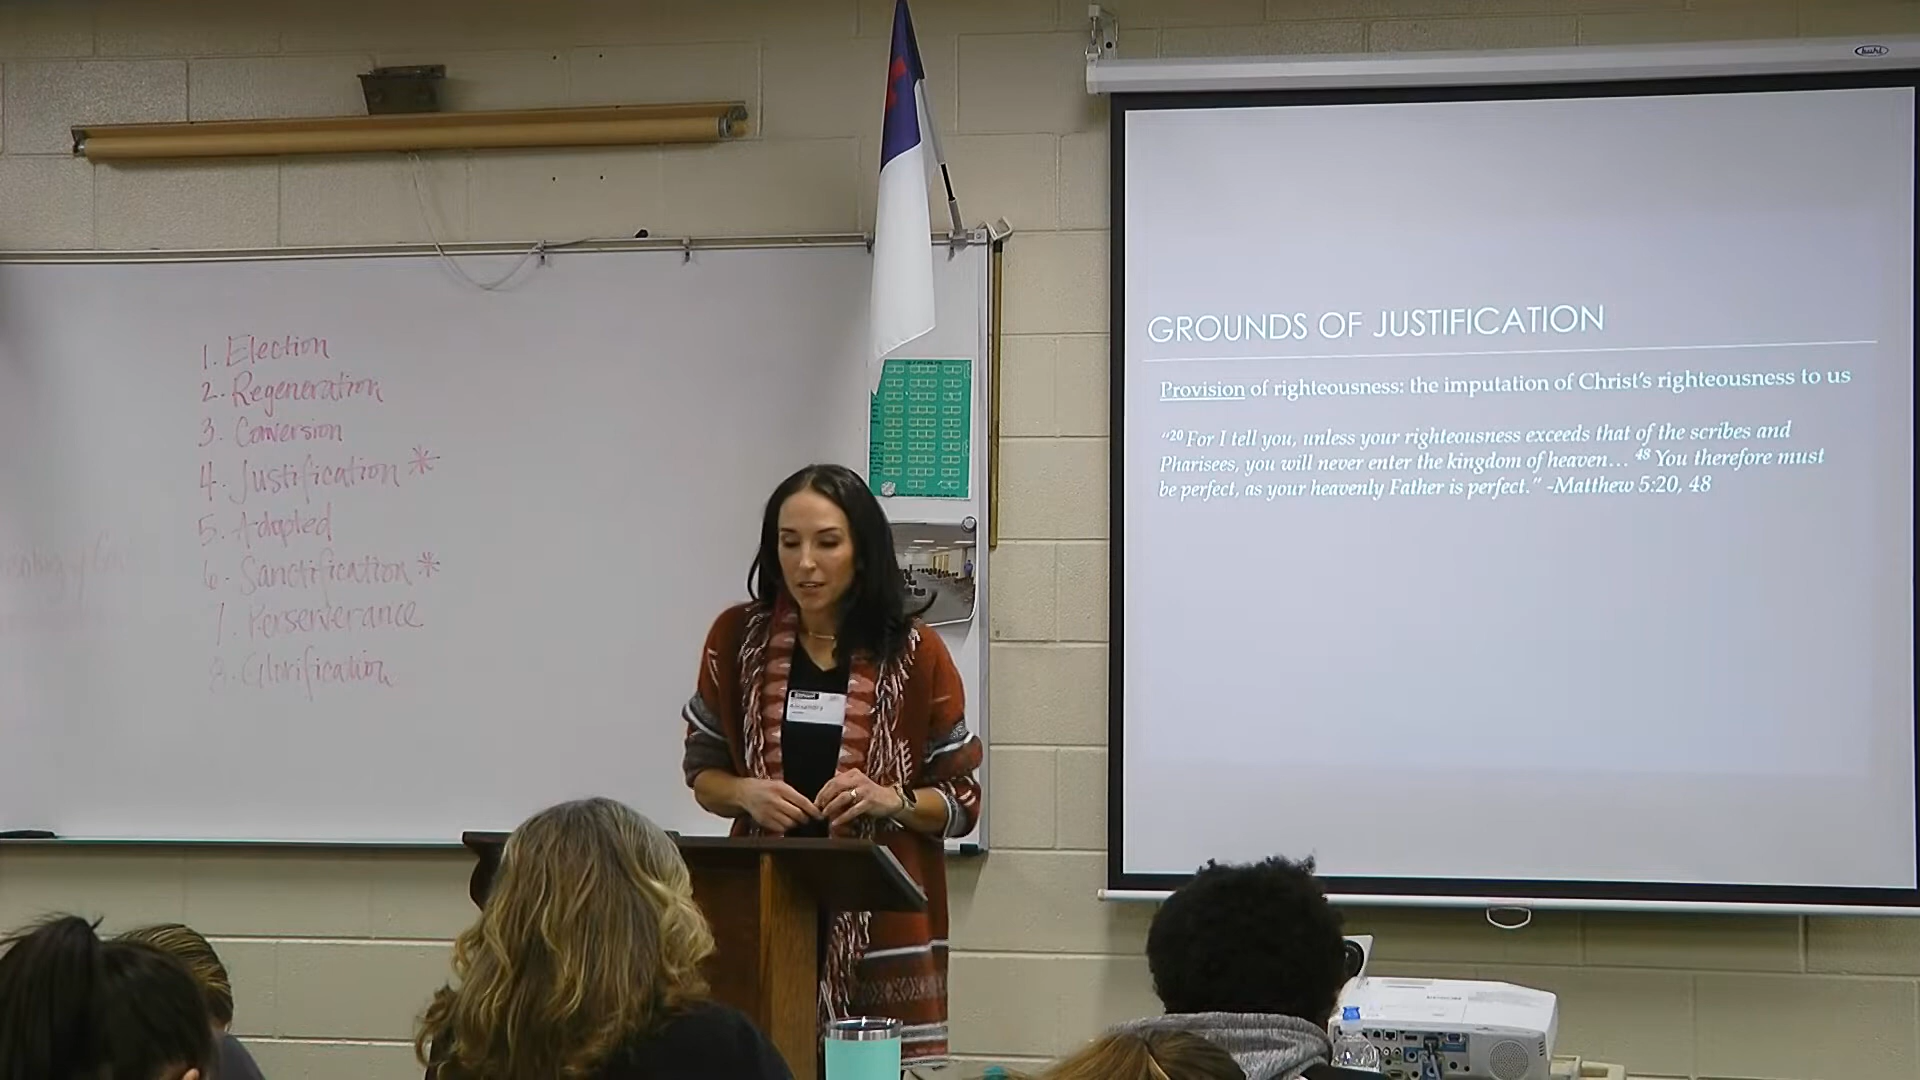 1. Election
2. Regeneration
3. Conversion
4. Justification *
5. Adopted
6. Sanctification *
7. Perserverance
8. Glorification
GROUNDS OF JUSTIFICATION
Provision of righteousness: the imputation of Christ's righteousness to us
"20 For I tell you, unless your righteousness exceeds that of the scribes and
Pharisees, you will never enter the kingdom of heaven… 48 You therefore must
be perfect, as your heavenly Father is perfect." -Matthew 5:20, 48
Alexandra